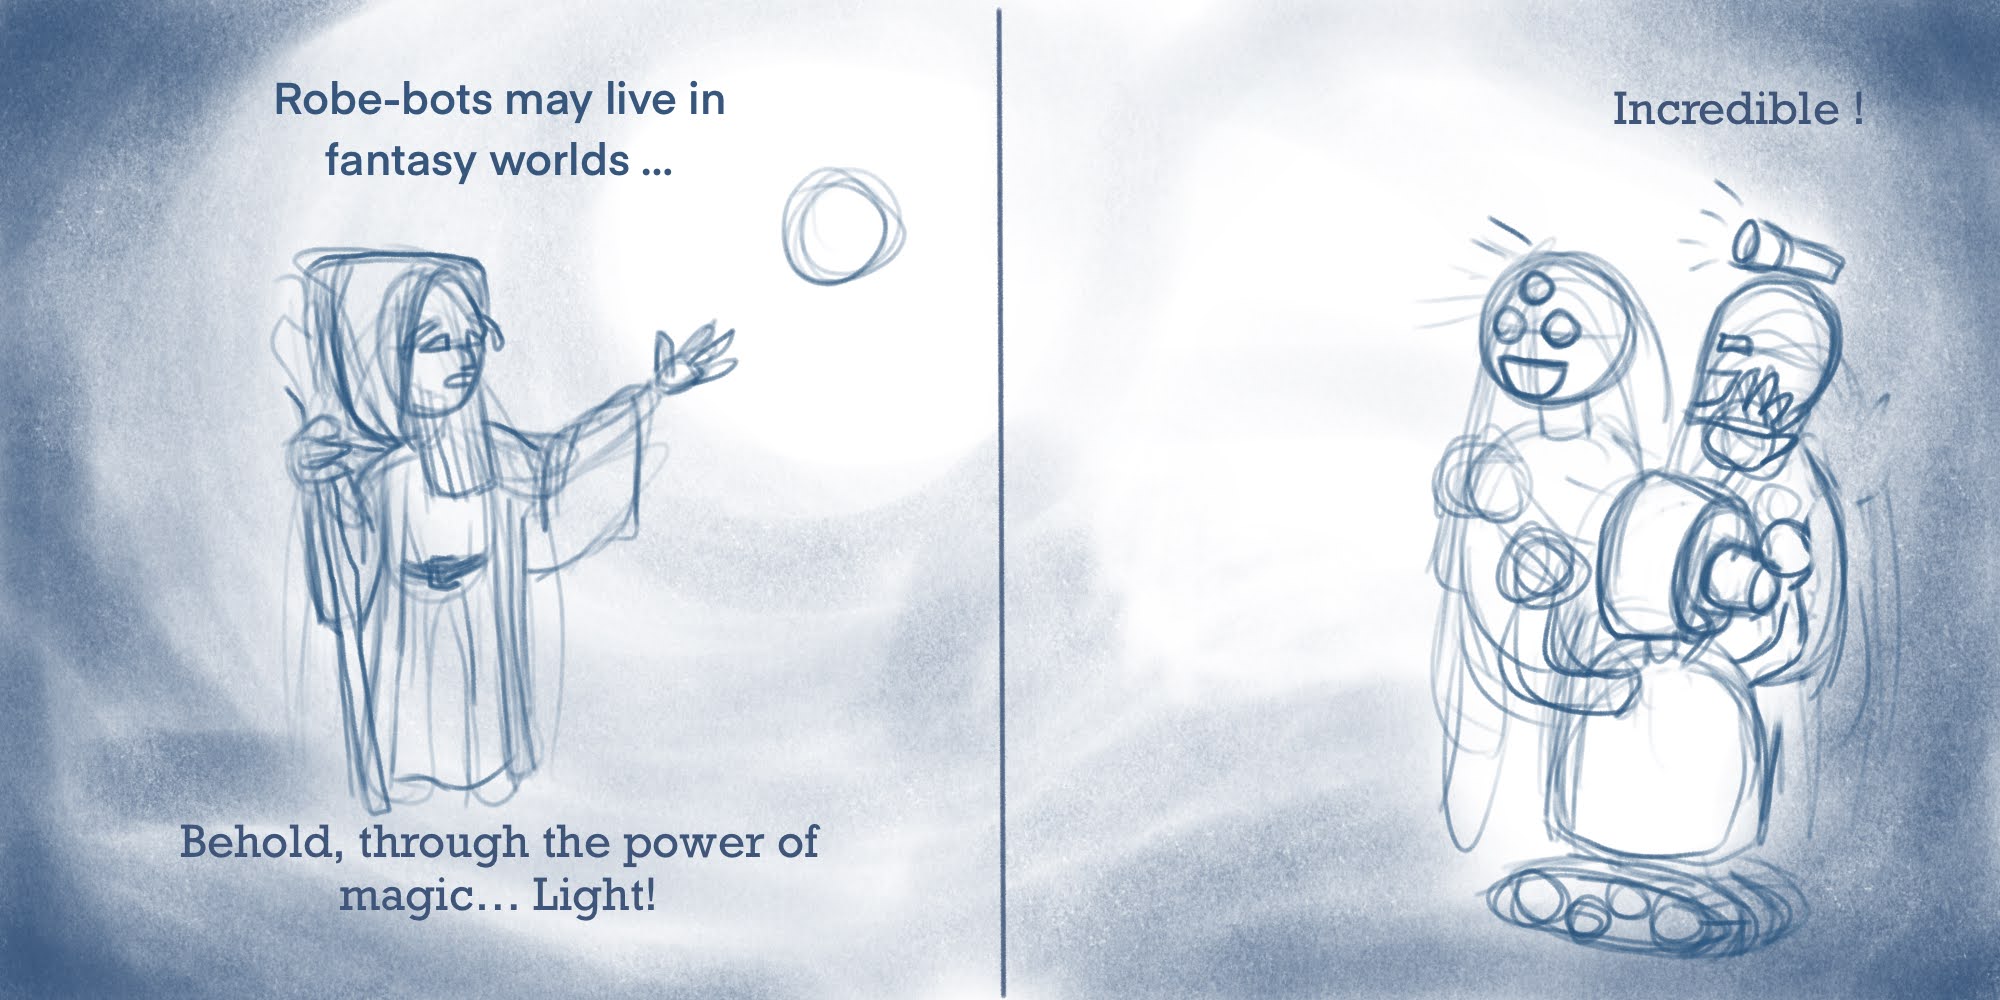 Robe-bots may live in
fantasy worlds ...
Behold, through the power of
magic... Light!
Incredible !